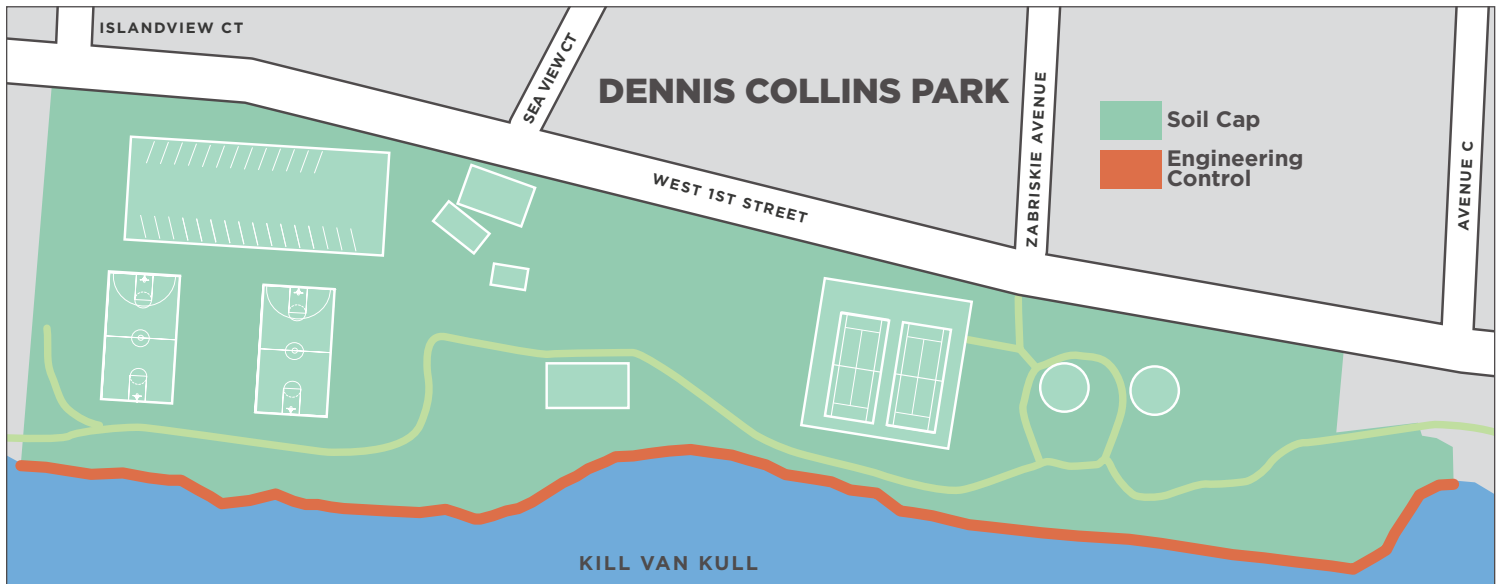 ISLANDVIEW CT
SEA VIEW CT
DENNIS COLLINS PARK
ZABRISKIE AVENUE
AVENUE C
Soil Cap
Engineering
Control
WEST 1ST STREET
KILL VAN KULL